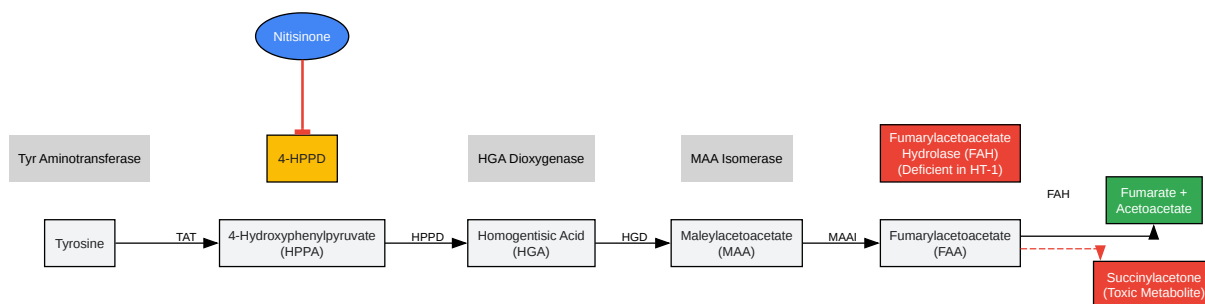 Nitisinone
Tyr Aminotransferase
4-HPPD
HGA Dioxygenase
MAA Isomerase
Fumarylacetoacetate
Hydrolase (FAH)
(Deficient in HT-1)
FAH
Fumarate +
Acetoacetate
Tyrosine
TAT
4-Hydroxyphenylpyruvate
(HPPA)
HPPD
Homogentisic Acid
(HGA)
HGD
Maleylacetoacetate
(MAA)
MAAI
Fumarylacetoacetate
(FAA)
Succinylacetone
(Toxic Metabolite)